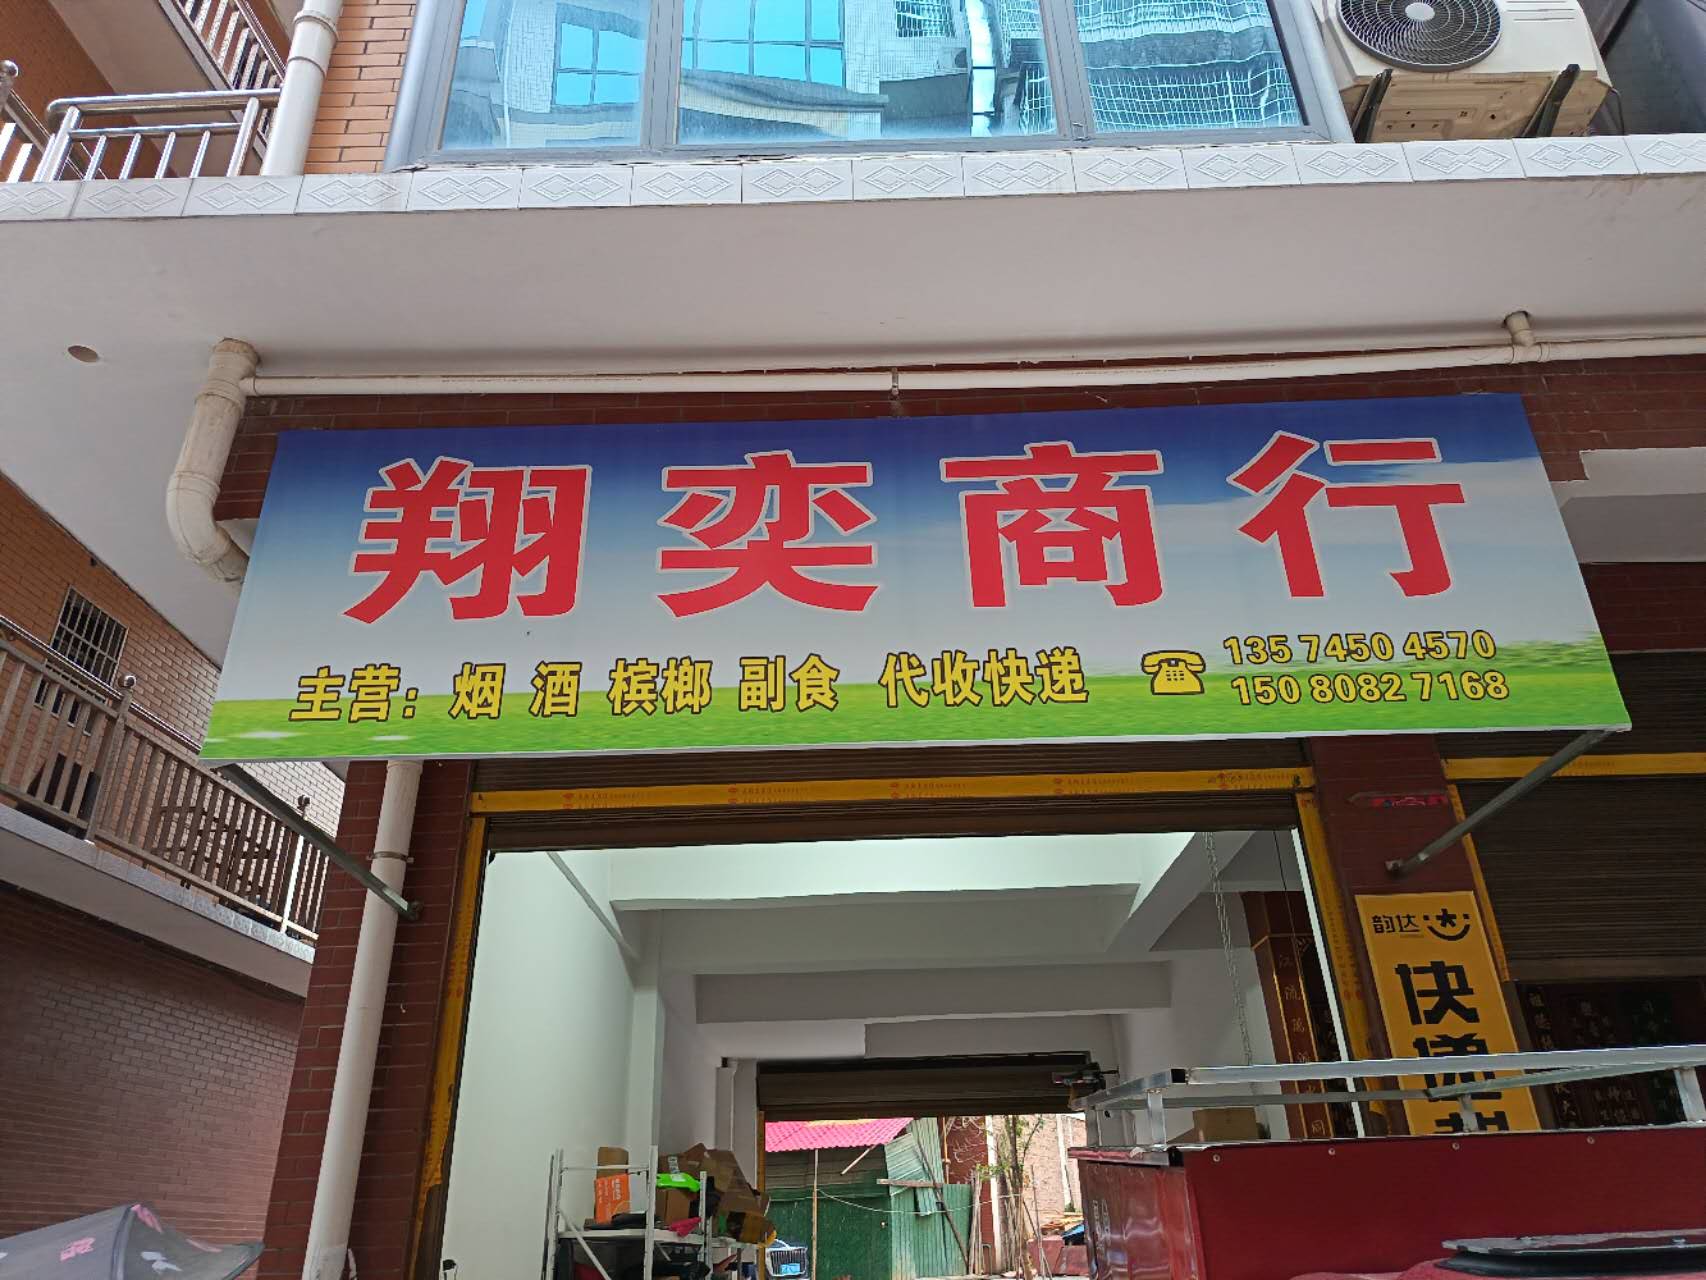 翔奕商行
主营：烟 酒 槟榔 副食 代收快递
135 7450 4570
150 8082 7168
韵达
快递